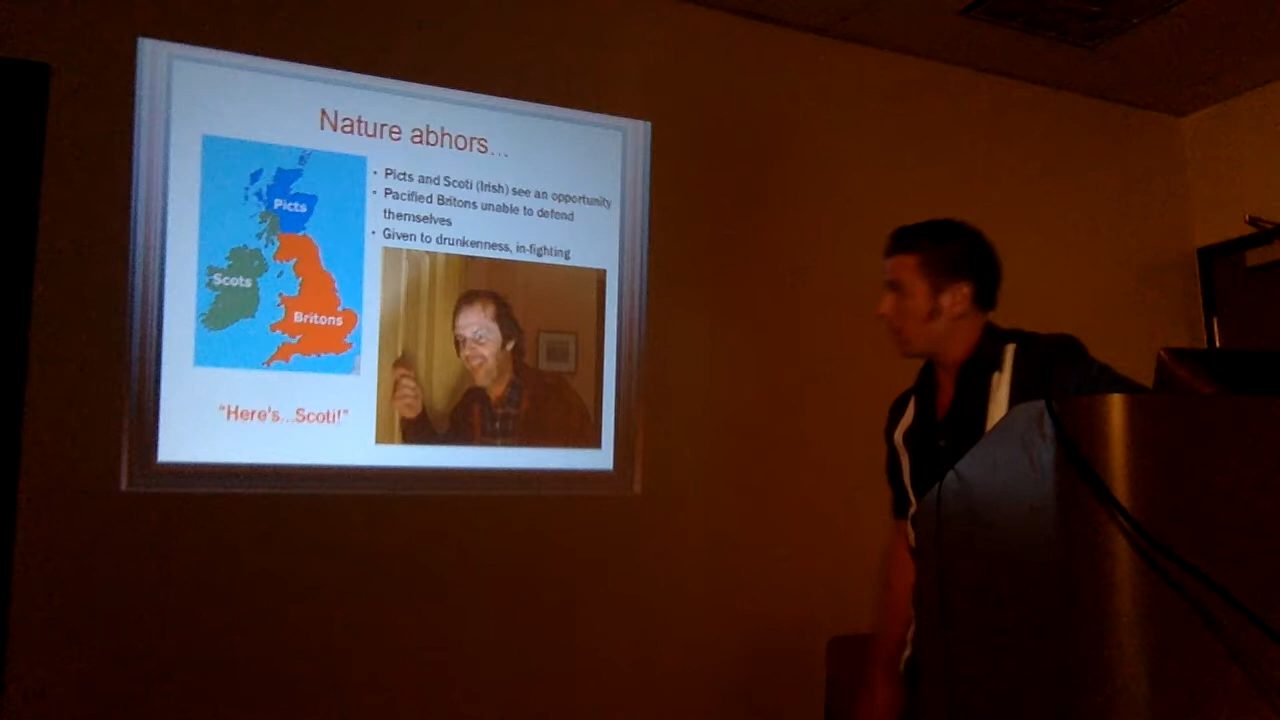 Nature abhors...
• Picts and Scoti (Irish) see an opportunity
• Pacified Britons unable to defend
themselves
• Given to drunkenness, in-fighting
Picts
Scots
Britons
"Here's...Scoti!"